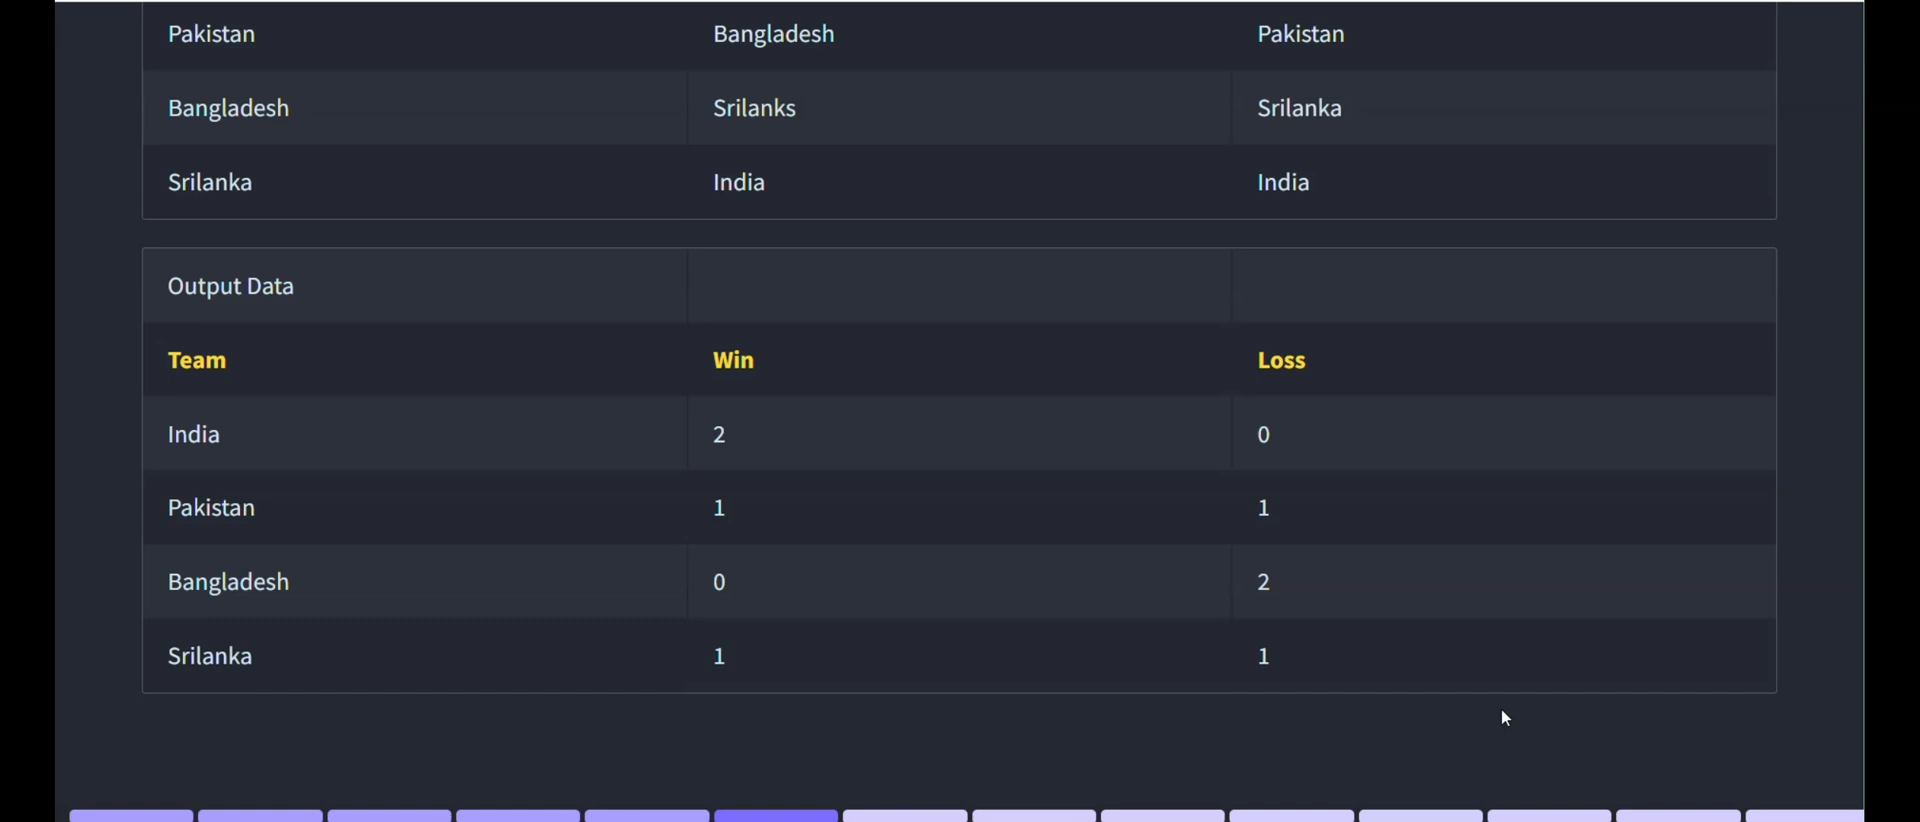 Pakistan Bangladesh Pakistan
Bangladesh Srilanks Srilanka
Srilanka India India
Output Data
Team Win Loss
India 2 0
Pakistan 1 1
Bangladesh 0 2
Srilanka 1 1